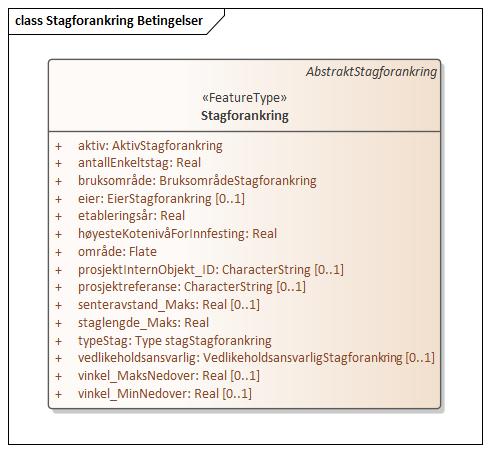 class Stagforankring Betingelser
AbstraktStagforankring
«FeatureType»
Stagforankring
+ aktiv: AktivStagforankring
+ antallEnkeltstag: Real
+ bruksområde: BruksområdeStagforankring
+ eier: EierStagforankring [0..1]
+ etableringsår: Real
+ høyesteKotenivåForInnfesting: Real
+ område: Flate
+ prosjektInternObjekt_ID: CharacterString [0..1]
+ prosjektreferanse: CharacterString [0..1]
+ senteravstand_Maks: Real [0..1]
+ staglengde_Maks: Real
+ typeStag: Type stagStagforankring
+ vedlikeholdsansvarlig: VedlikeholdsansvarligStagforankring [0..1]
+ vinkel_MaksNedover: Real [0..1]
+ vinkel_MinNedover: Real [0..1]